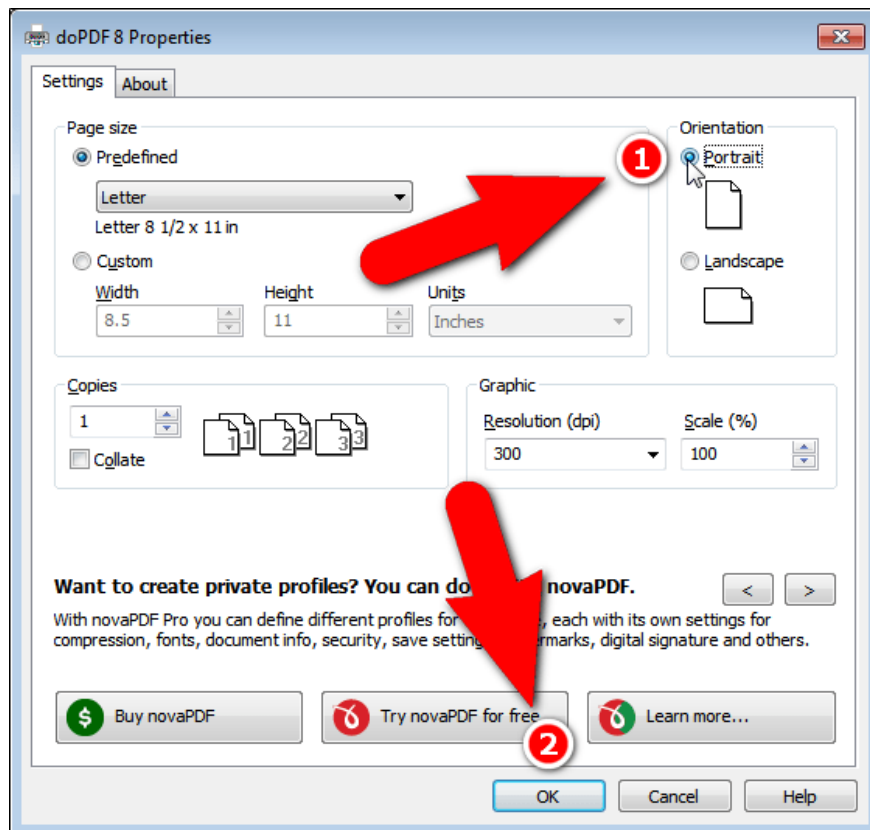 doPDF 8 Properties
Settings
About
Page size
Predefined
Letter
Letter 8 1/2 x 11 in
Custom
Width
Height
Units
8.5
11
Inches
1
Orientation
Portrait
Landscape
Copies
1
Collate
1 1 2 2 3 3
Graphic
Resolution (dpi)
Scale (%)
300
100
Want to create private profiles? You can do novaPDF.
< >
With novaPDF Pro you can define different profiles for , each with its own settings for
compression, fonts, document info, security, save digital signature and others.
Buy novaPDF
Try novaPDF for free
Learn more...
2
OK
Cancel
Help